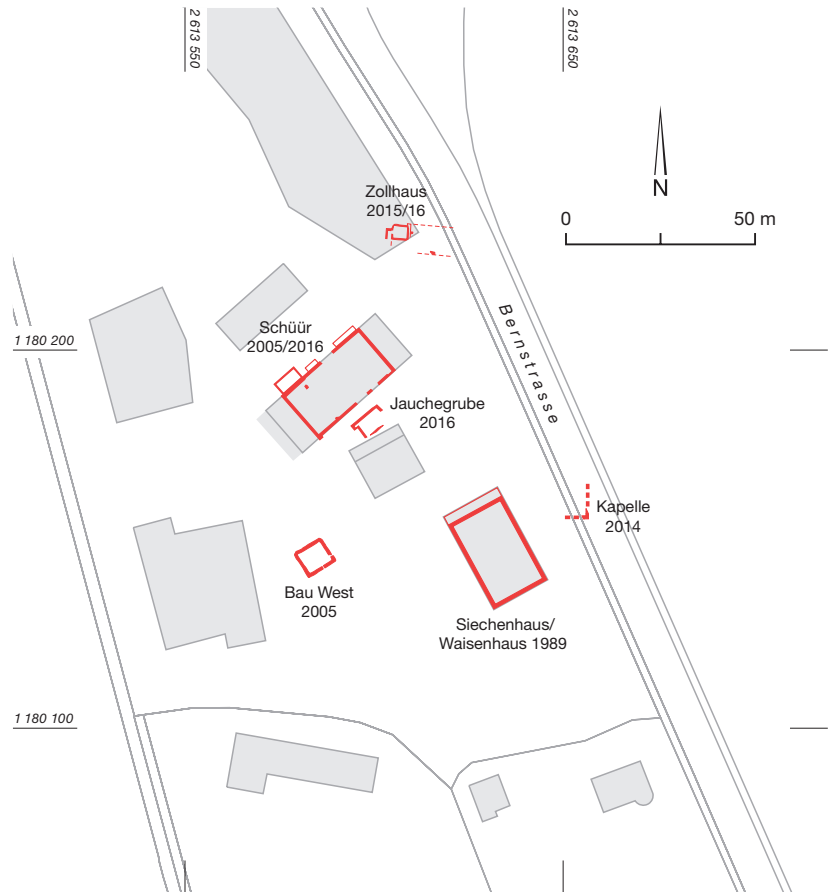 2 613 550
2 613 650
Zollhaus
2015/16
N
0
50 m
Bernstrasse
Schüür
2005/2016
1 180 200
Jauchegrube
2016
Kapelle
2014
Bau West
2005
Siechenhaus/
Waisenhaus 1989
1 180 100